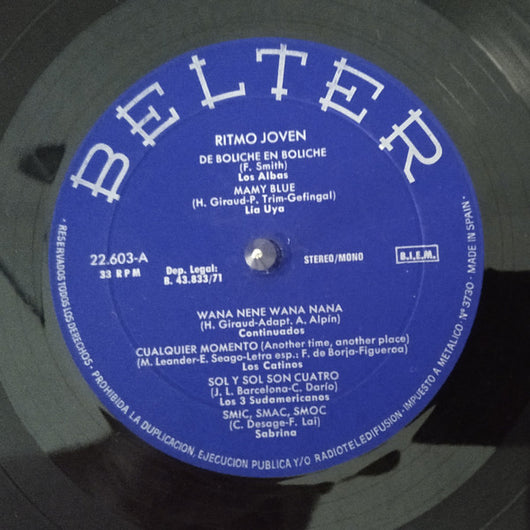 BELTER
RITMO JOVEN
DE BOLICHE EN BOLICHE
(F. Smith)
Los Albas
MAMY BLUE
(H. Giraud-P. Trim-Gefingal)
Lía Uya
22.603-A
33 RPM
Dep. Legal:
B. 43.833/71
STEREO/MONO
B.I.E.M.
WANA NENE WANA NANA
(H. Giraud-Adapt. A. Alpín)
Continuados
CUALQUIER MOMENTO (Another time, another place)
(M. Leander-E. Seago-Letra esp.: F. de Borja-Figueroa)
Los Catinos
SOL Y SOL SON CUATRO
(J. L. Barcelona-C. Darío)
Los 3 Sudamericanos
SMIC, SMAC, SMOC
(C. Desage-F. Lai)
Sabrina
· RESERVADOS TODOS LOS DERECHOS · PROHIBIDA LA DUPLICACION, EJECUCION PUBLICA Y/O RADIOTELEDIFUSION · IMPUESTO A METALICO / Nº 3730 · MADE IN SPAIN ·